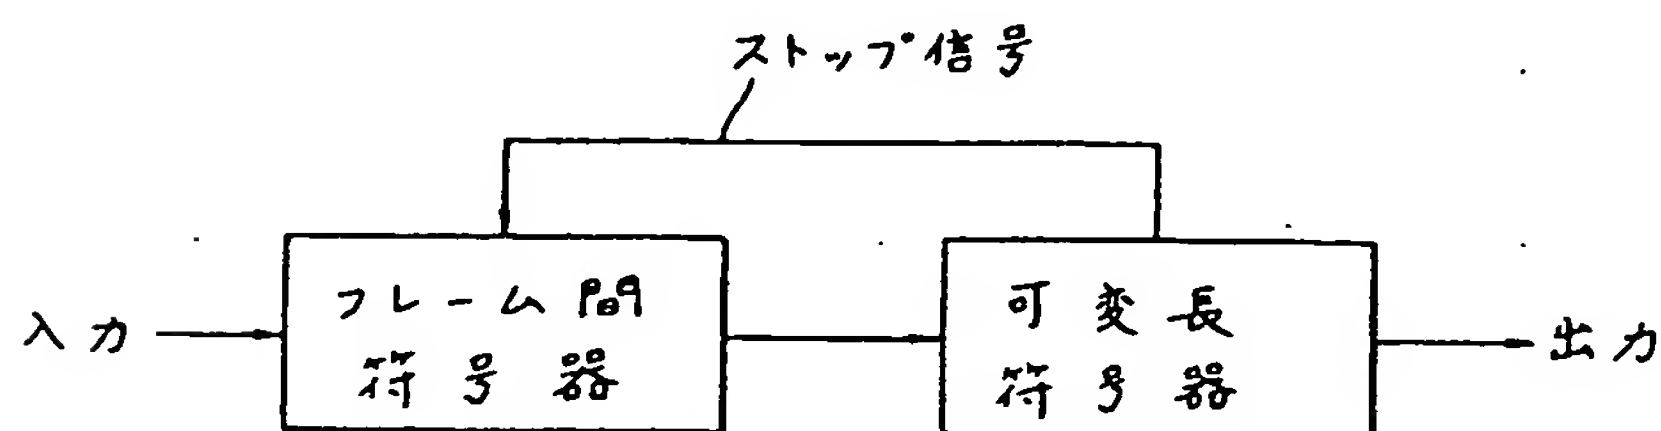 ストップ信号
入力
フレーム間
符号器
可変長
符号器
出力